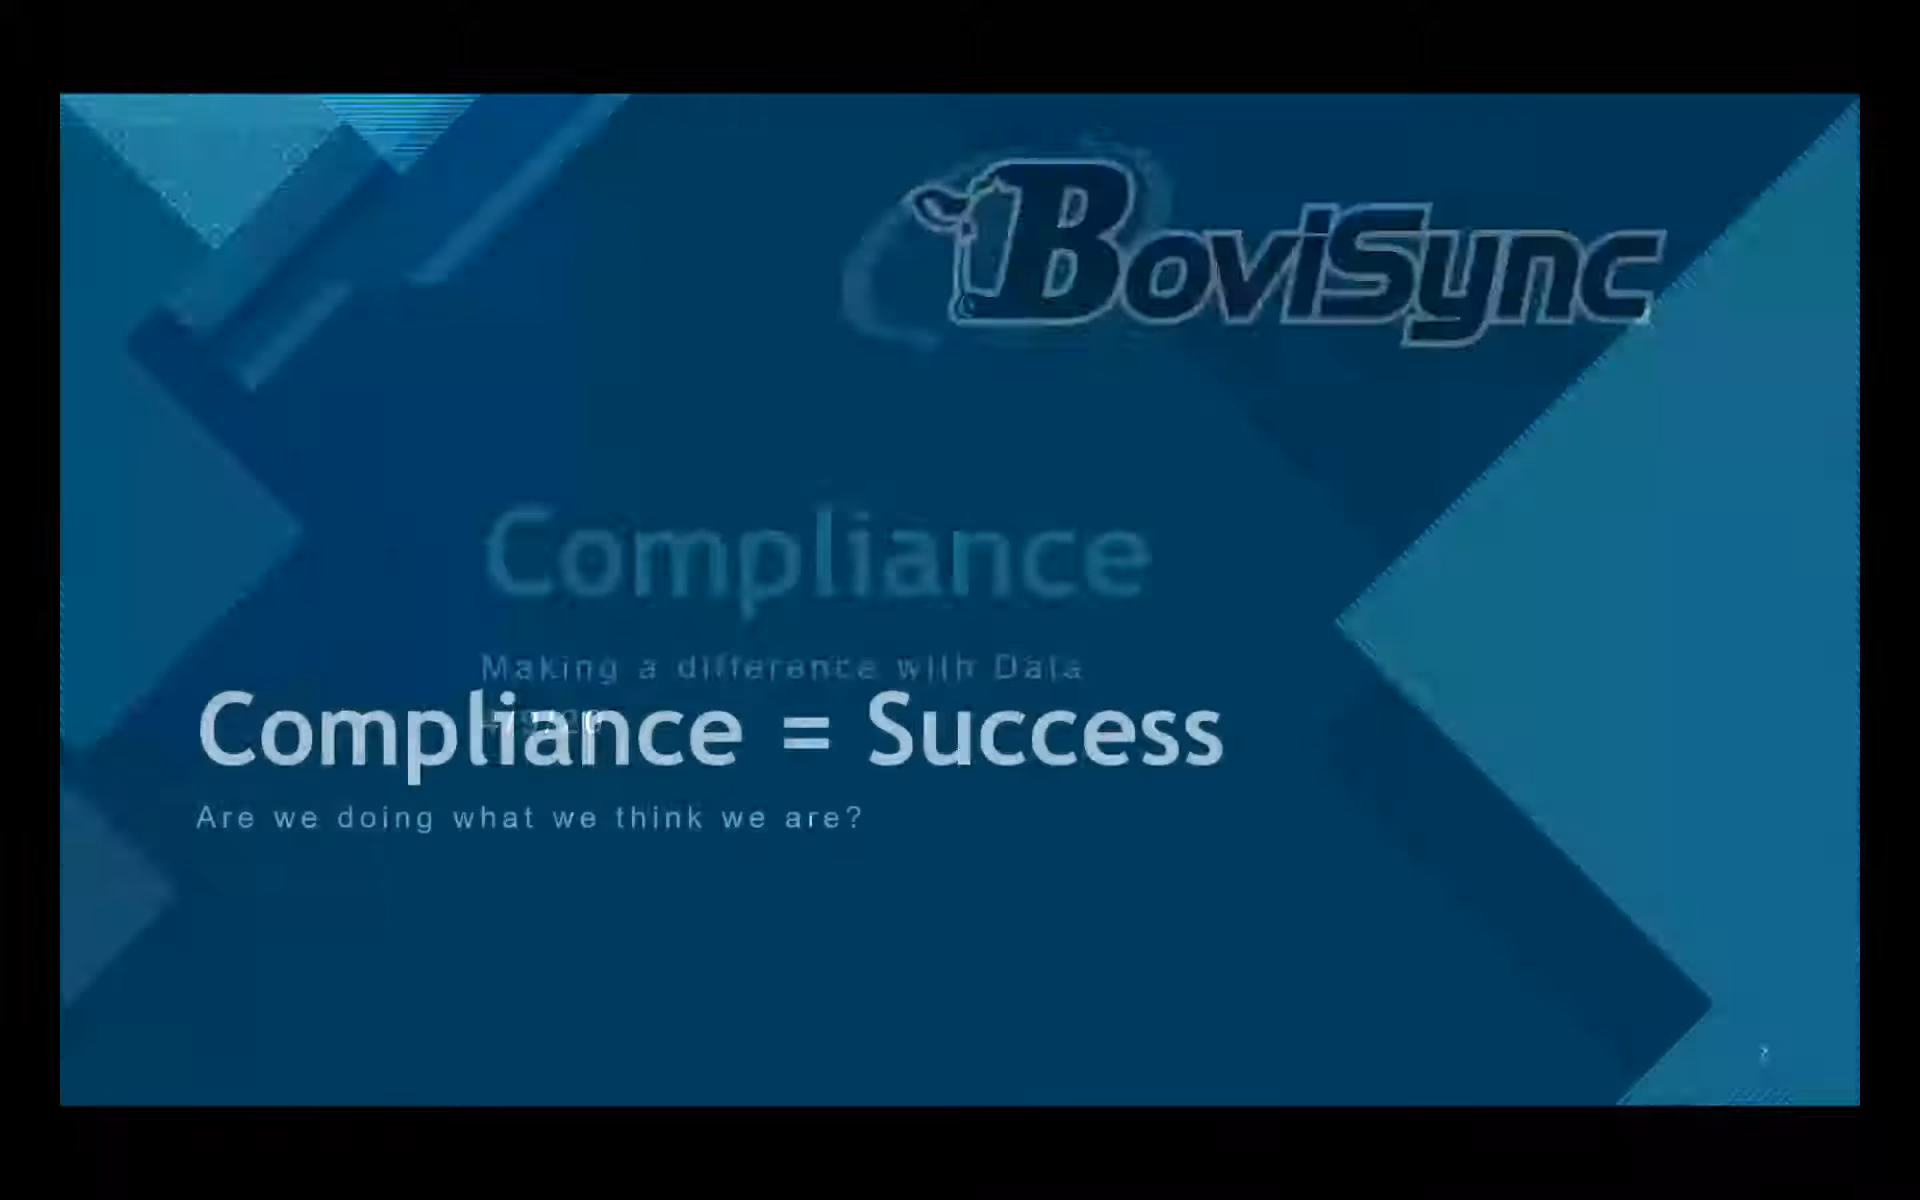 BoviSync
Compliance
Making a difference with Data
Compliance = Success
Are we doing what we think we are?